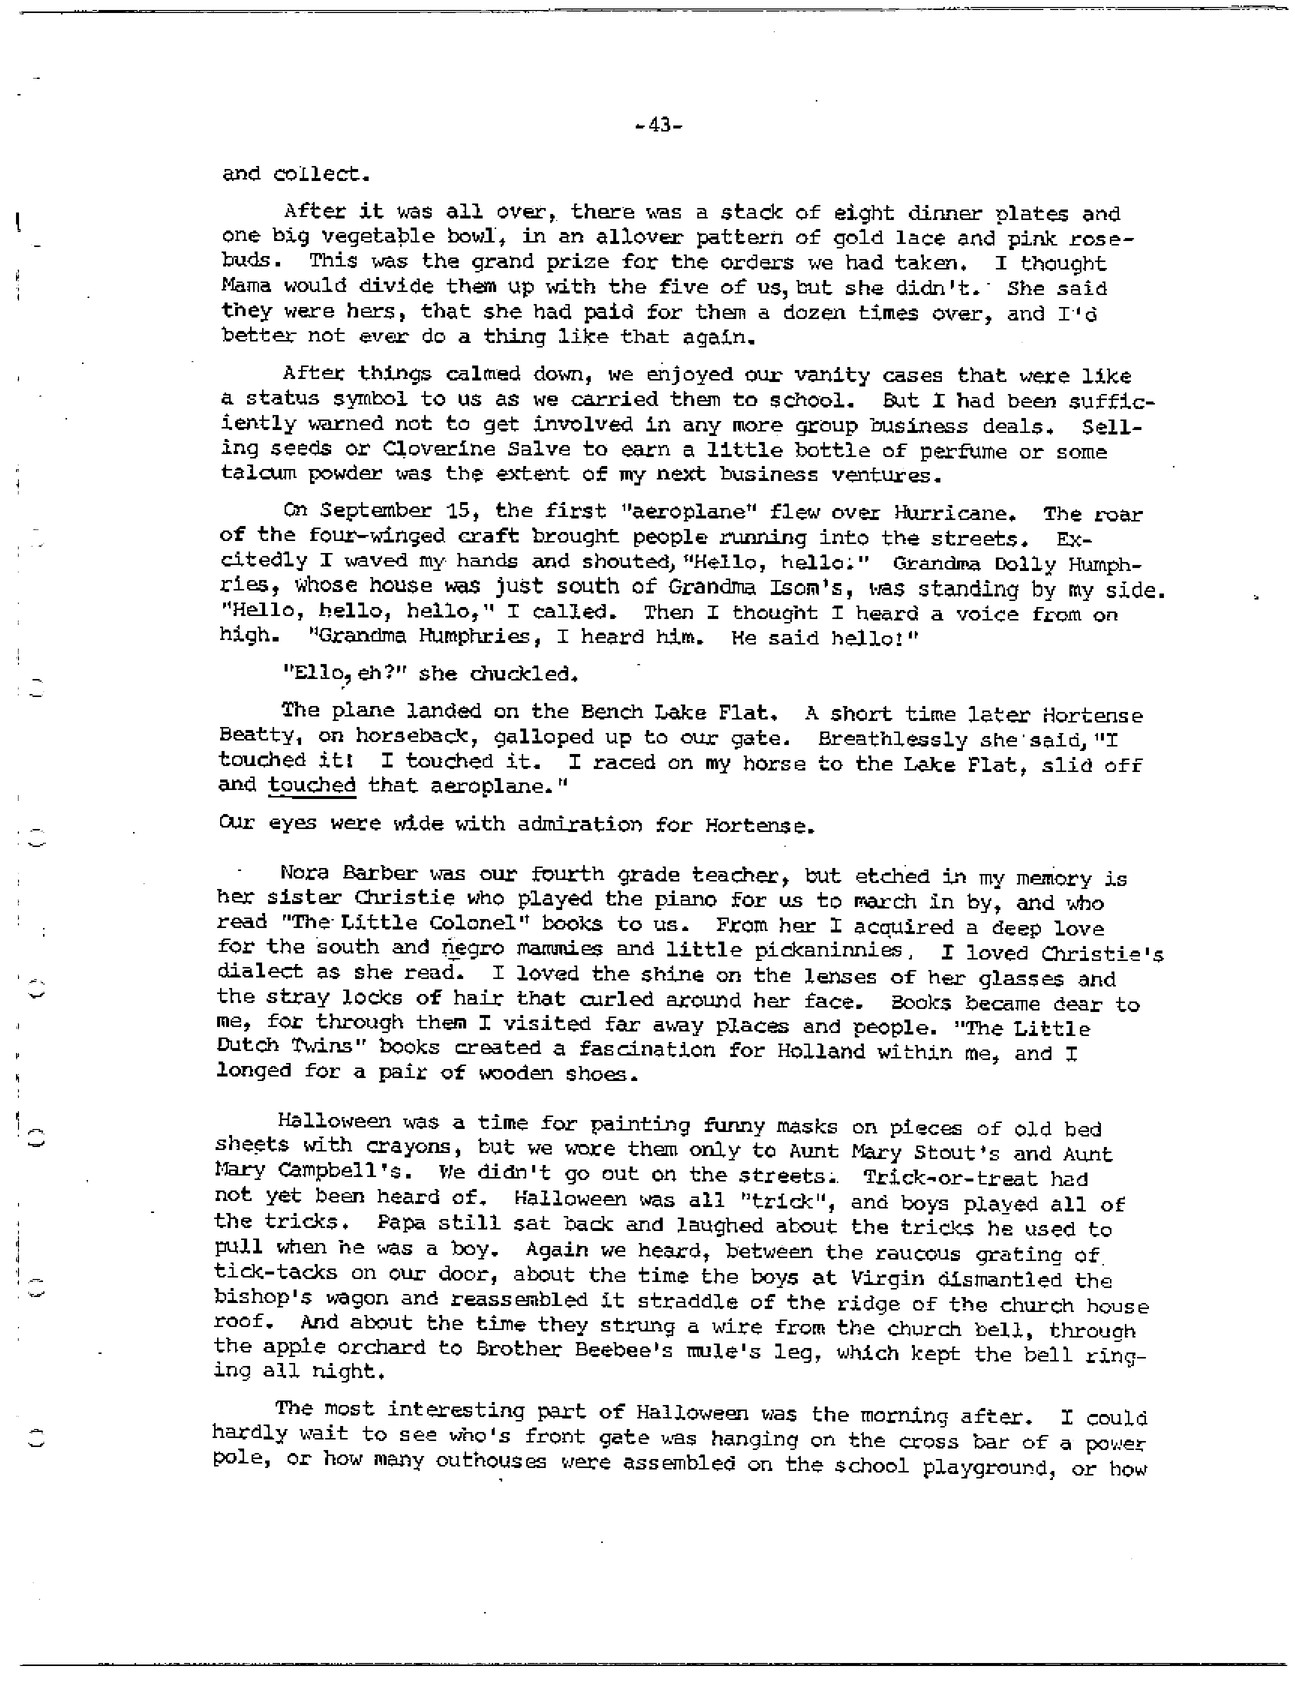 -43-
and collect.
After it was all over, there was a stack of eight dinner plates and
one big vegetable bowl, in an allover pattern of gold lace and pink rose-
buds. This was the grand prize for the orders we had taken. I thought
Mama would divide them up with the five of us, but she didn't. She said
they were hers, that she had paid for them a dozen times over, and I'd
better not ever do a thing like that again.
After things calmed down, we enjoyed our vanity cases that were like
a status symbol to us as we carried them to school. But I had been suffic-
iently warned not to get involved in any more group business deals. Sell-
ing seeds or Cloverine Salve to earn a little bottle of perfume or some
talcum powder was the extent of my next business ventures.
On September 15, the first "aeroplane" flew over Hurricane. The roar
of the four-winged craft brought people running into the streets. Ex-
citedly I waved my hands and shouted, "Hello, hello!" Grandma Dolly Humph-
ries, whose house was just south of Grandma Isom's, was standing by my side.
"Hello, hello, hello," I called. Then I thought I heard a voice from on
high. "Grandma Humphries, I heard him. He said hello!"
"Ello, eh?" she chuckled.
The plane landed on the Bench Lake Flat. A short time later Hortense
Beatty, on horseback, galloped up to our gate. Breathlessly she said, "I
touched it! I touched it. I raced on my horse to the Lake Flat, slid off
and touched that aeroplane."
Our eyes were wide with admiration for Hortense.
Nora Barber was our fourth grade teacher, but etched in my memory is
her sister Christie who played the piano for us to march in by, and who
read "The Little Colonel" books to us. From her I acquired a deep love
for the south and negro mammies and little pickaninnies. I loved Christie's
dialect as she read. I loved the shine on the lenses of her glasses and
the stray locks of hair that curled around her face. Books became dear to
me, for through them I visited far away places and people. "The Little
Dutch Twins" books created a fascination for Holland within me, and I
longed for a pair of wooden shoes.
Halloween was a time for painting funny masks on pieces of old bed
sheets with crayons, but we wore them only to Aunt Mary Stout's and Aunt
Mary Campbell's. We didn't go out on the streets. Trick-or-treat had
not yet been heard of. Halloween was all "trick", and boys played all of
the tricks. Papa still sat back and laughed about the tricks he used to
pull when he was a boy. Again we heard, between the raucous grating of
tick-tacks on our door, about the time the boys at Virgin dismantled the
bishop's wagon and reassembled it straddle of the ridge of the church house
roof. And about the time they strung a wire from the church bell, through
the apple orchard to Brother Beebee's mule's leg, which kept the bell ring-
ing all night.
The most interesting part of Halloween was the morning after. I could
hardly wait to see who's front gate was hanging on the cross bar of a power
pole, or how many outhouses were assembled on the school playground, or how